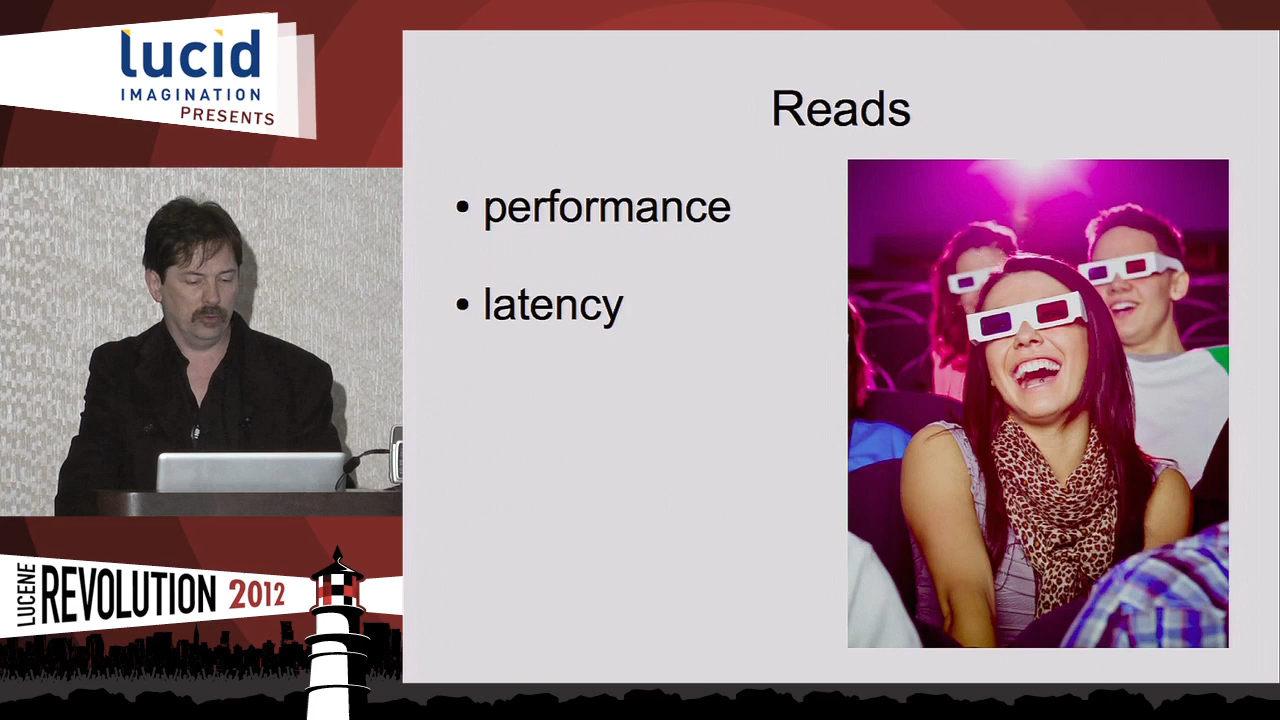 lucid
IMAGINATION
PRESENTS
Reads
• performance
• latency
LUCENE
REVOLUTION 2012